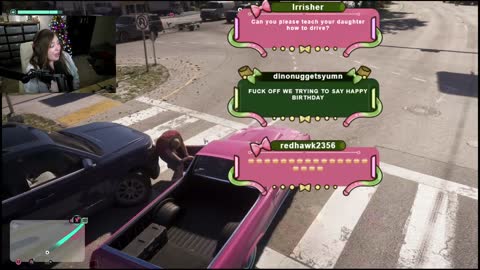 Irrisher
Can you please teach your daughter
how to drive?
dinonuggetsyumn
FUCK OFF WE TRYING TO SAY HAPPY
BIRTHDAY
redhawk2356